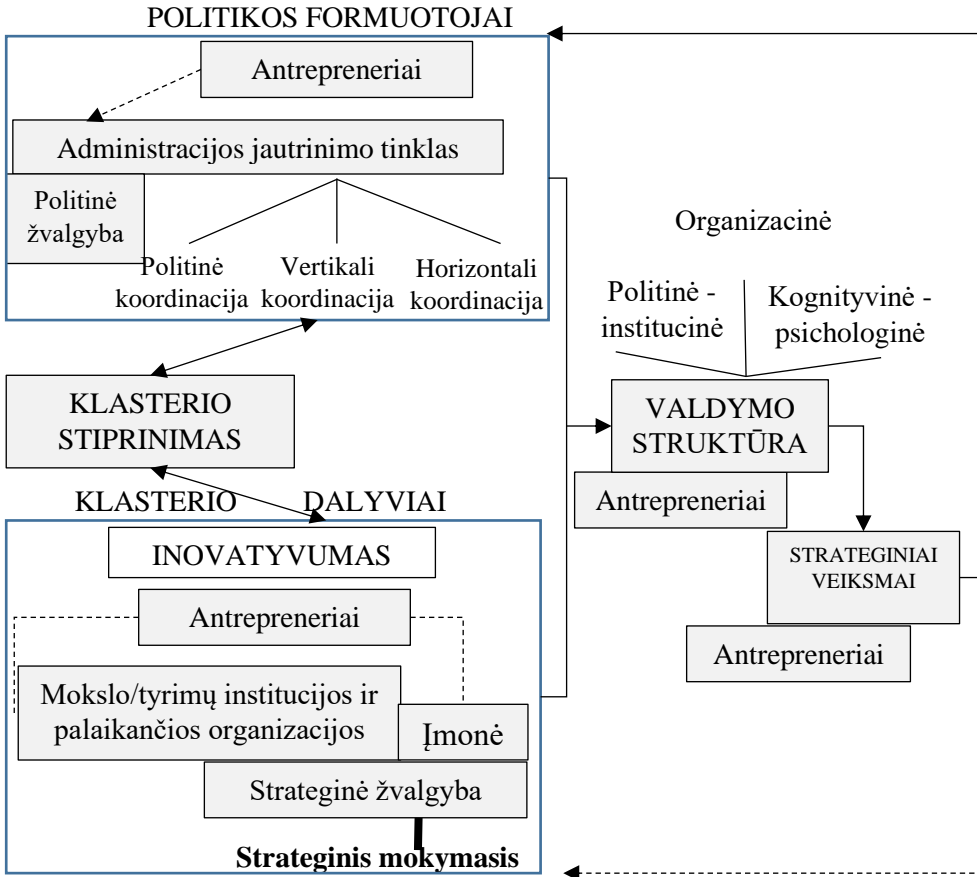 POLITIKOS FORMUOTOJAI
Antrepreneriai
Administracijos jautrinimo tinklas
Politinė
žvalgyba
Politinė
koordinacija
Vertikali
koordinacija
Horizontali
koordinacija
KLASTERIO
STIPRINIMAS
KLASTERIO DALYVIAI
INOVATYVUMAS
Antrepreneriai
Mokslo/tyrimų institucijos ir
palaikančios organizacijos
Įmonė
Strateginė žvalgyba
Strateginis mokymasis
Organizacinė
Politinė -
institucinė
Kognityvinė -
psichologinė
VALDYMO
STRUKTŪRA
Antrepreneriai
STRATEGINIAI
VEIKSMAI
Antrepreneriai